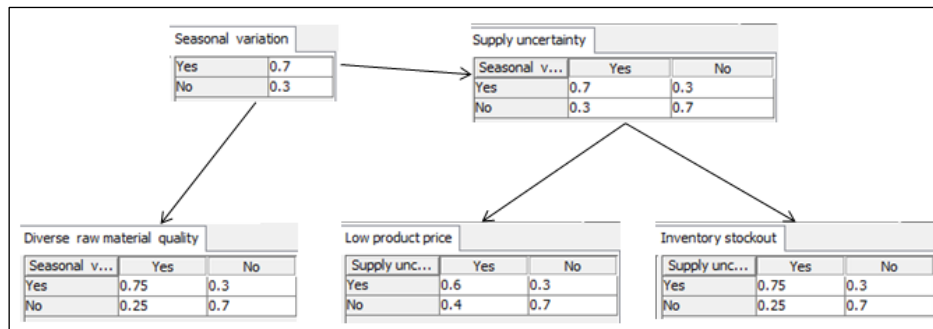 Seasonal variation
Yes 0.7
No 0.3
Supply uncertainty
Seasonal v... Yes No
Yes 0.7 0.3
No 0.3 0.7
Diverse raw material quality
Seasonal v... Yes No
Yes 0.75 0.3
No 0.25 0.7
Low product price
Supply unc... Yes No
Yes 0.6 0.3
No 0.4 0.7
Inventory stockout
Supply unc... Yes No
Yes 0.75 0.3
No 0.25 0.7